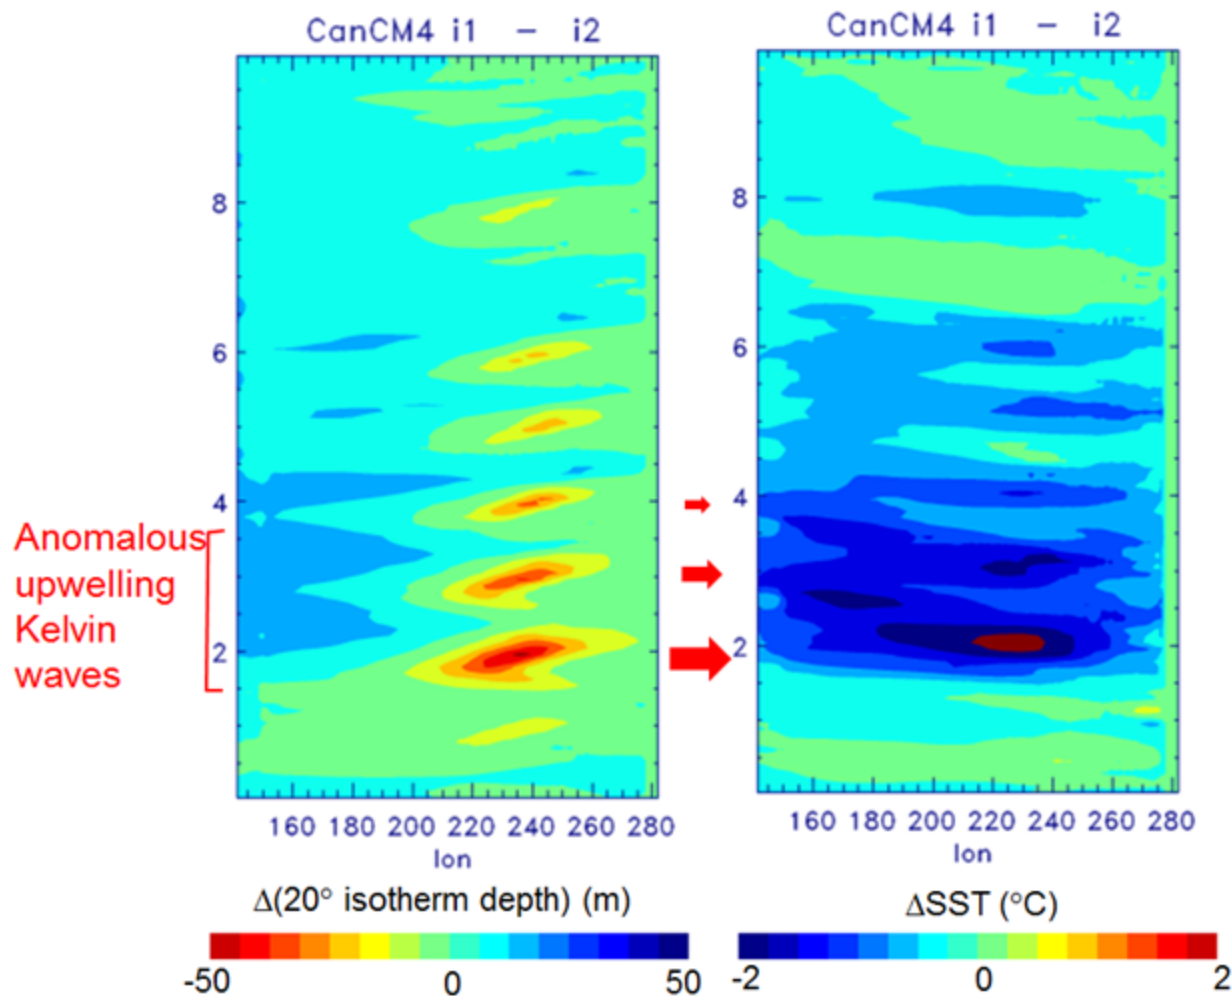 CanCM4 i1 - i2
CanCM4 i1 - i2
8
6
4
2
Anomalous
upwelling
Kelvin
waves
8
6
4
2
160 180 200 220 240 260 280
lon
160 180 200 220 240 260 280
lon
Δ(20° isotherm depth) (m)
-50 0 50
ΔSST (°C)
-2 0 2